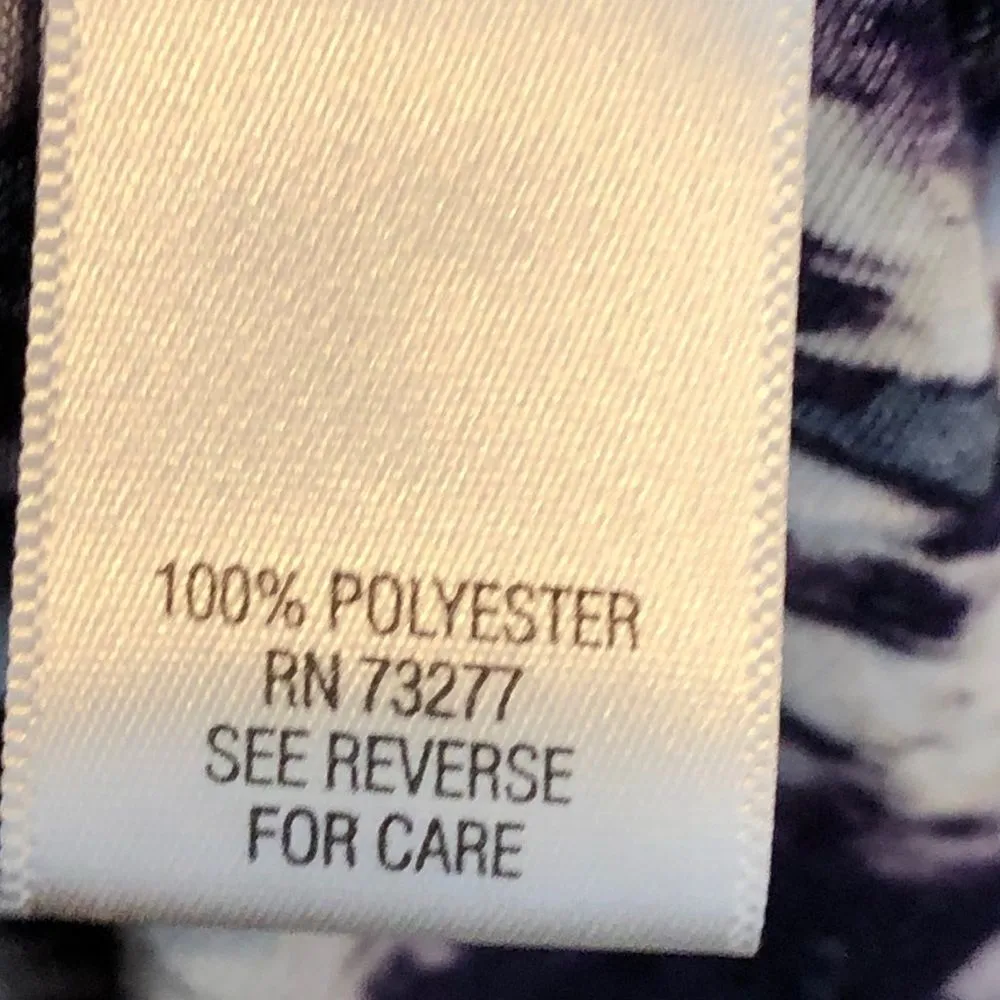 100% POLYESTER
RN 73277
SEE REVERSE
FOR CARE